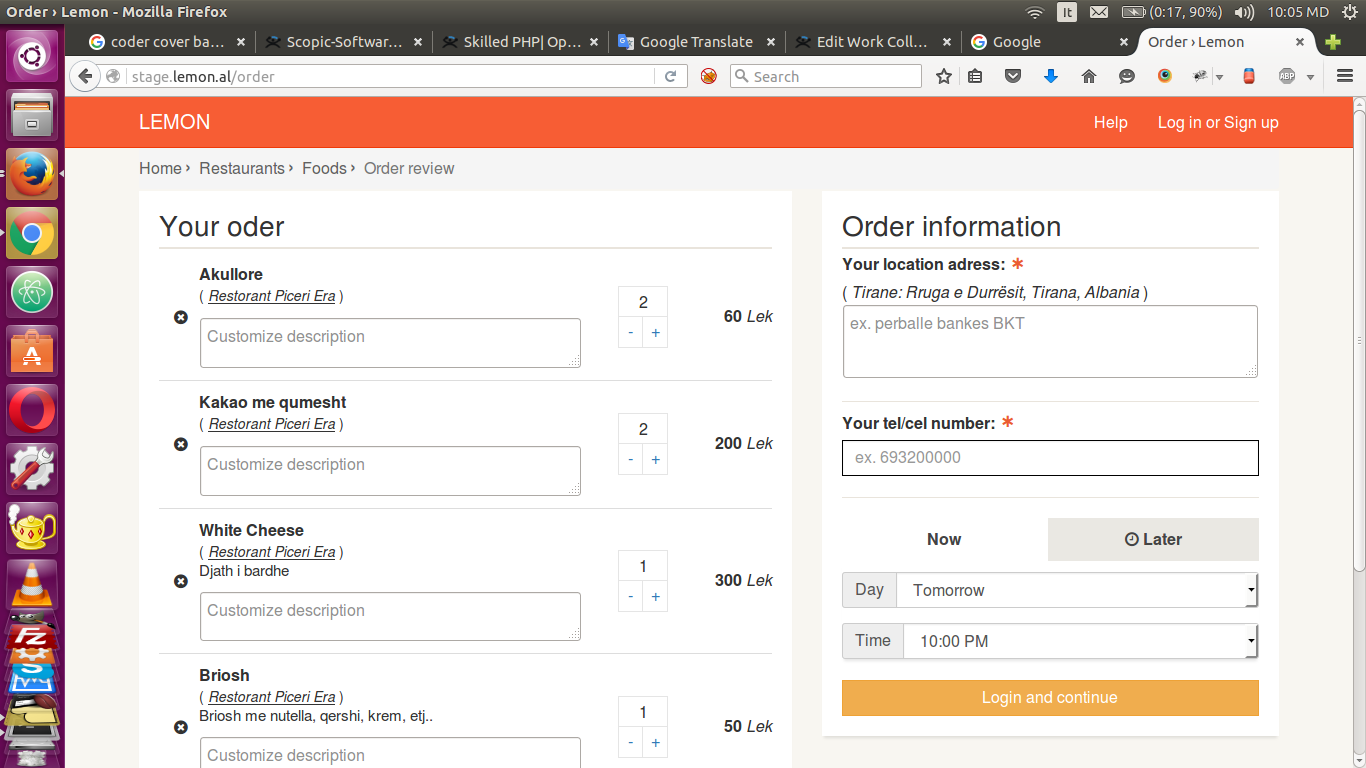 Order › Lemon - Mozilla Firefox
It
(0:17, 90%)
10:05 MD
coder cover ba...
Scopic-Softwar...
Skilled PHP| Op...
Google Translate
Edit Work Coll...
Google
Order › Lemon
stage.lemon.al/order
Search
ABP
LEMON
Help
Log in or Sign up
Home ›
Restaurants ›
Foods ›
Order review
Your oder
Akullore
( Restorant Piceri Era )
Customize description
2
- +
60 Lek
Kakao me qumesht
( Restorant Piceri Era )
Customize description
2
- +
200 Lek
White Cheese
( Restorant Piceri Era )
Djath i bardhe
Customize description
1
- +
300 Lek
Briosh
( Restorant Piceri Era )
Briosh me nutella, qershi, krem, etj..
Customize description
1
- +
50 Lek
Order information
Your location adress: *
( Tirane: Rruga e Durrësit, Tirana, Albania )
ex. perballe bankes BKT
Your tel/cel number: *
ex. 693200000
Now
Later
Day
Tomorrow
Time
10:00 PM
Login and continue
A
Fz
S